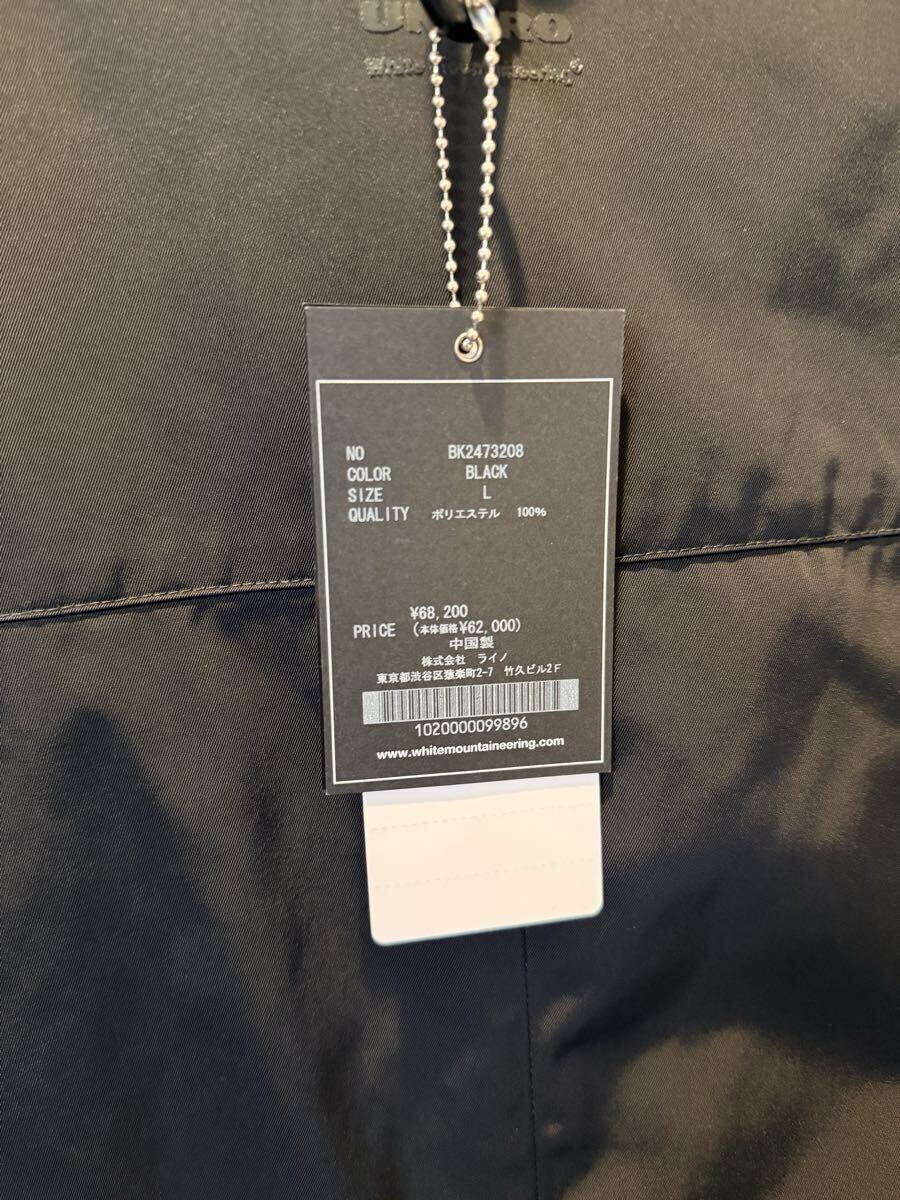 White Mountaineering®
NO BK2473208
COLOR BLACK
SIZE L
QUALITY ポリエステル 100%
¥68,200
PRICE (本体価格¥62,000)
中国製
株式会社 ライノ
東京都渋谷区猿楽町2-7 竹久ビル2F
1020000099896
www.whitemountaineering.com